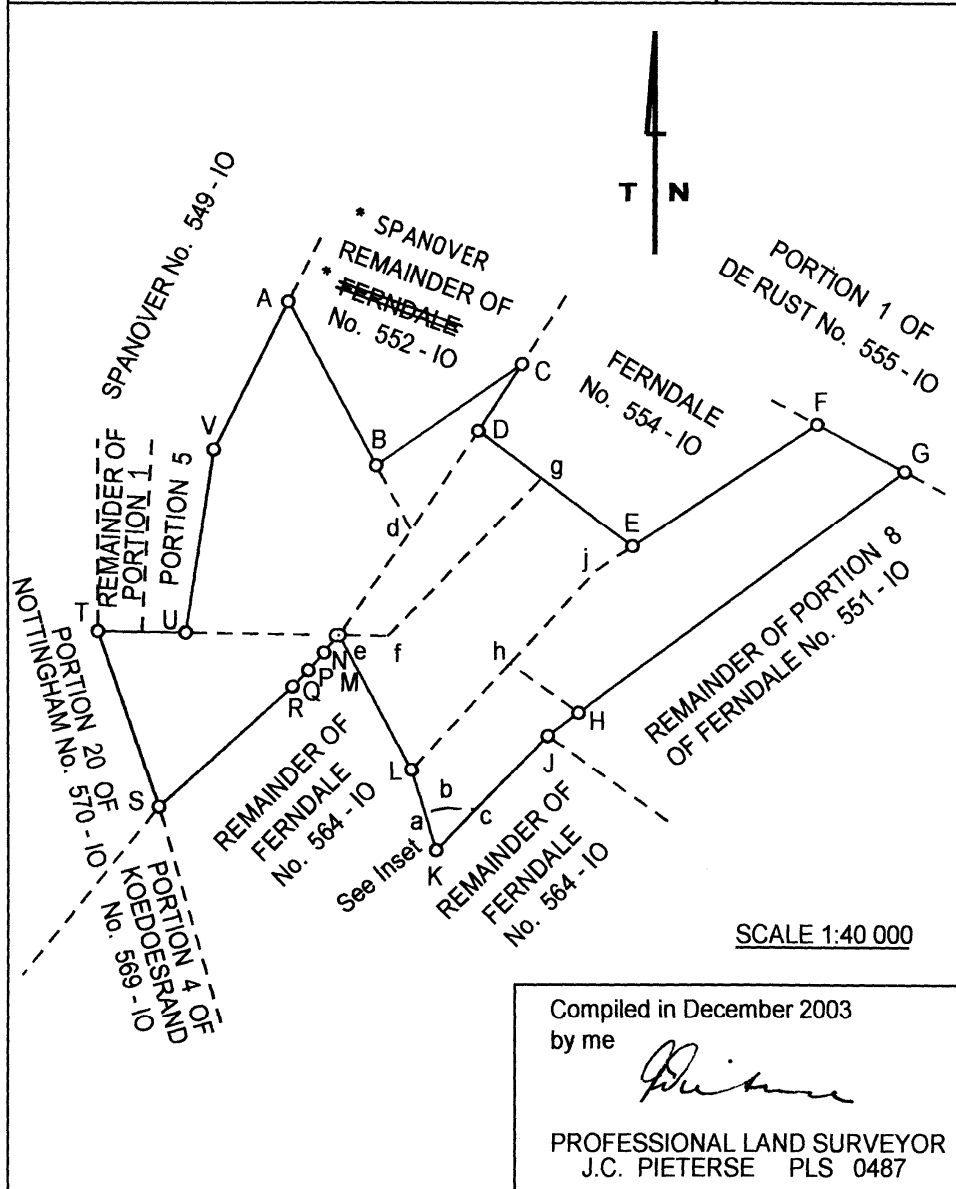 T N
SPANOVER No. 549 - IO
* SPANOVER
REMAINDER OF
* FERNDALE
No. 552 - IO
PORTION 1 OF
DE RUST No. 555 - IO
FERNDALE
No. 554 - IO
A
C
F
D
V
B
G
g
REMAINDER OF
PORTION 1
PORTION 5
d
E
j
T
U
e
f
N
M
P
Q
R
h
H
REMAINDER OF PORTION 8
OF FERNDALE No. 551 - IO
PORTION 20 OF
NOTTINGHAM No. 570 - IO
J
L
S
b
a
c
REMAINDER OF
FERNDALE
No. 564 - IO
See Inset
K
REMAINDER OF
FERNDALE
No. 564 - IO
PORTION 4 OF
KOEDOESRAND
No. 569 - IO
SCALE 1:40 000
Compiled in December 2003
by me
PROFESSIONAL LAND SURVEYOR
J.C. PIETERSE PLS 0487